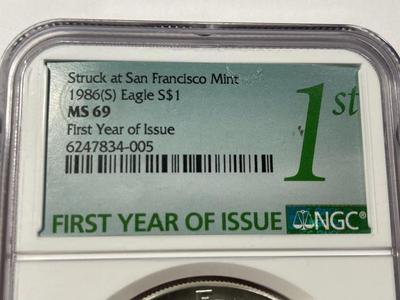 Struck at San Francisco Mint
1986(S) Eagle S$1
MS 69
First Year of Issue
6247834-005
1st
FIRST YEAR OF ISSUE NGC®